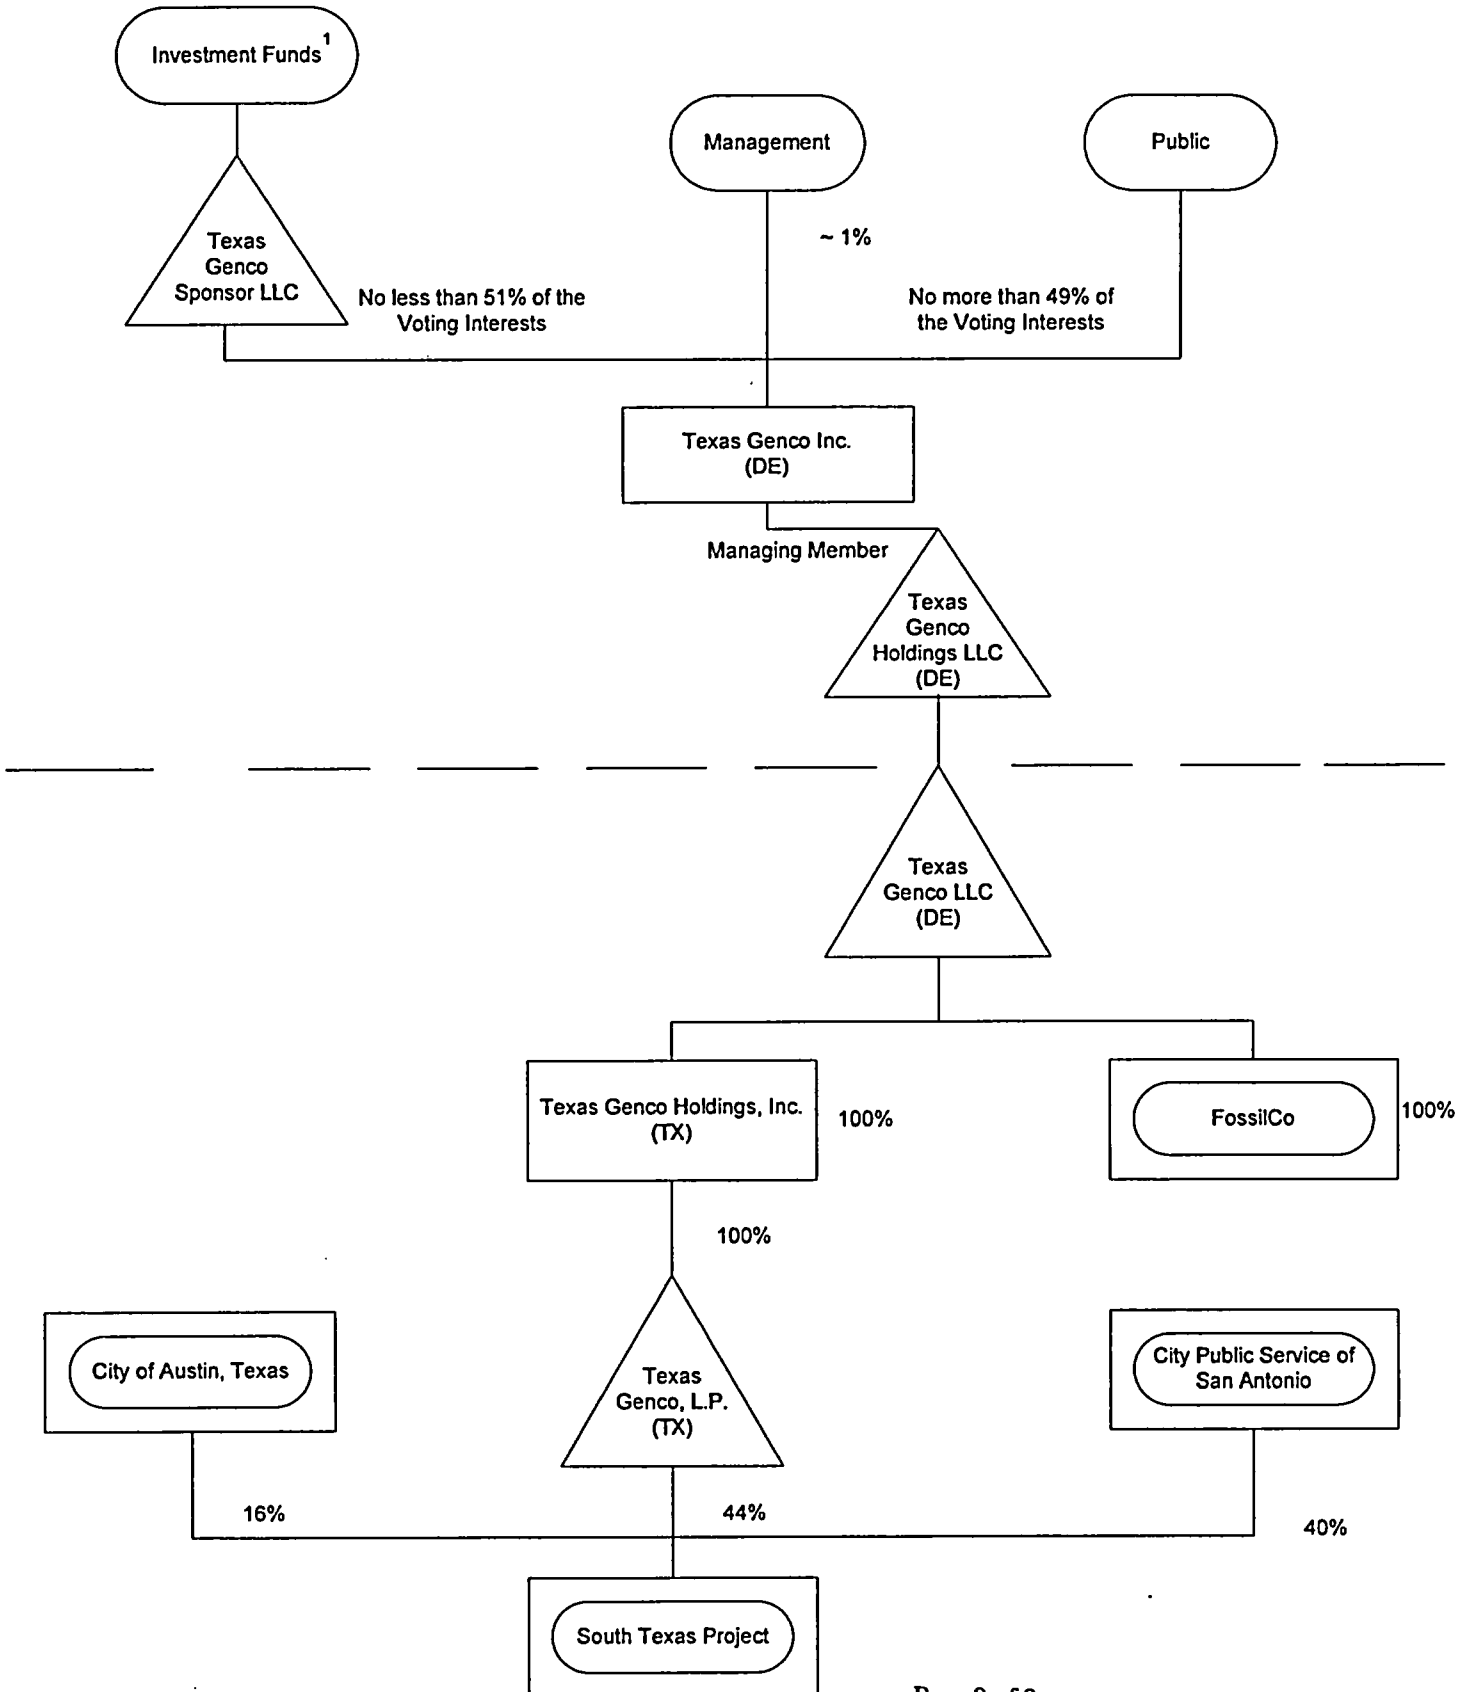 Investment Funds1
Management
Public
~ 1%
Texas
Genco
Sponsor LLC
No less than 51% of the
Voting Interests
No more than 49% of
the Voting Interests
Texas Genco Inc.
(DE)
Managing Member
Texas
Genco
Holdings LLC
(DE)
Texas
Genco LLC
(DE)
Texas Genco Holdings, Inc.
(TX)
100%
FossilCo
100%
100%
City of Austin, Texas
Texas
Genco, L.P.
(TX)
City Public Service of
San Antonio
16%
44%
40%
South Texas Project